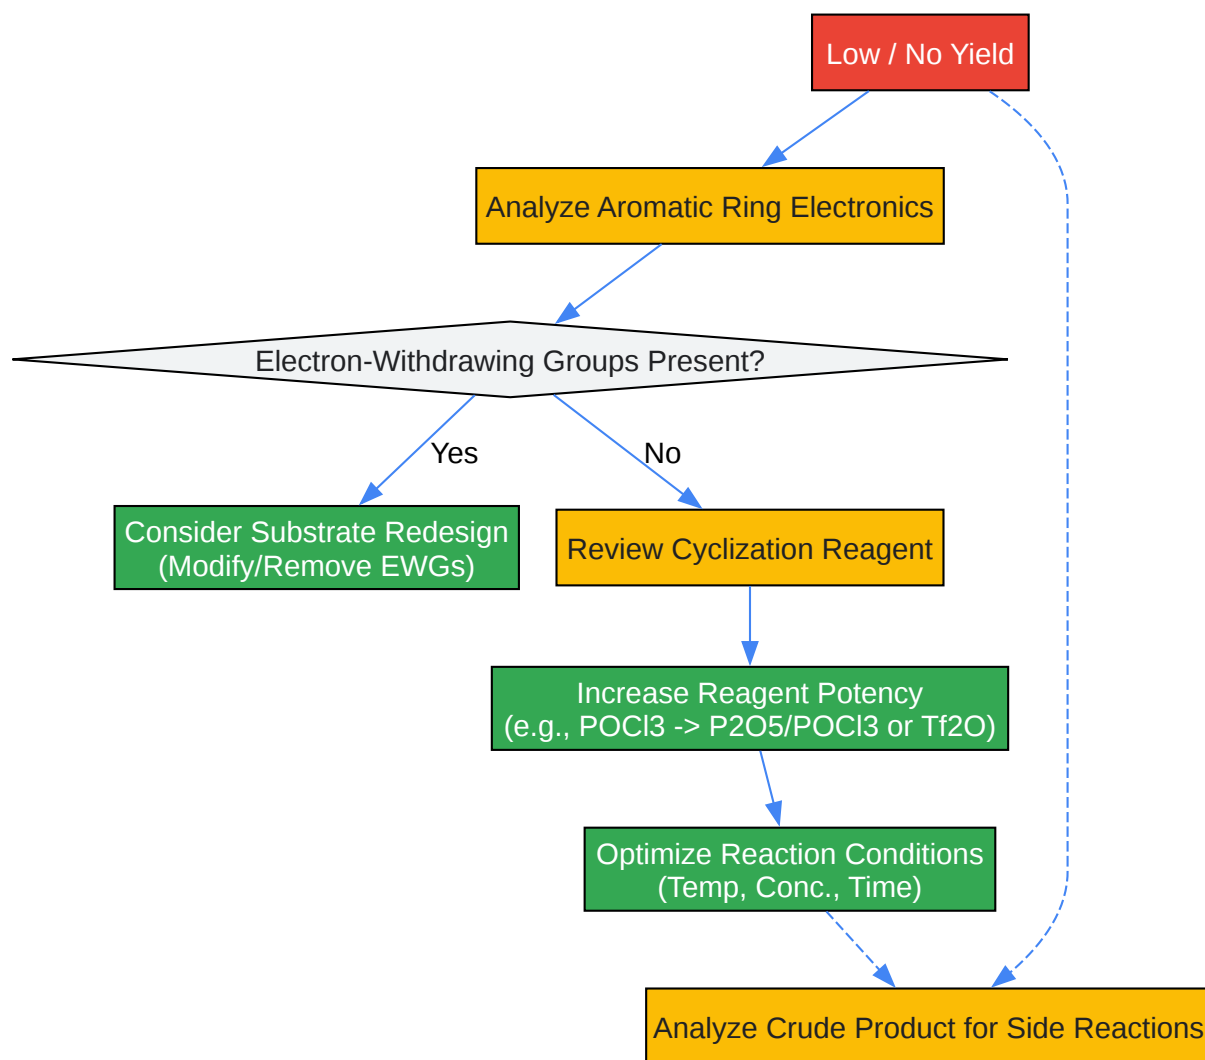 Low / No Yield
Analyze Aromatic Ring Electronics
Electron-Withdrawing Groups Present?
Yes
No
Consider Substrate Redesign
(Modify/Remove EWGs)
Review Cyclization Reagent
Increase Reagent Potency
(e.g., POCl3 -> P2O5/POCl3 or Tf2O)
Optimize Reaction Conditions
(Temp, Conc., Time)
Analyze Crude Product for Side Reactions